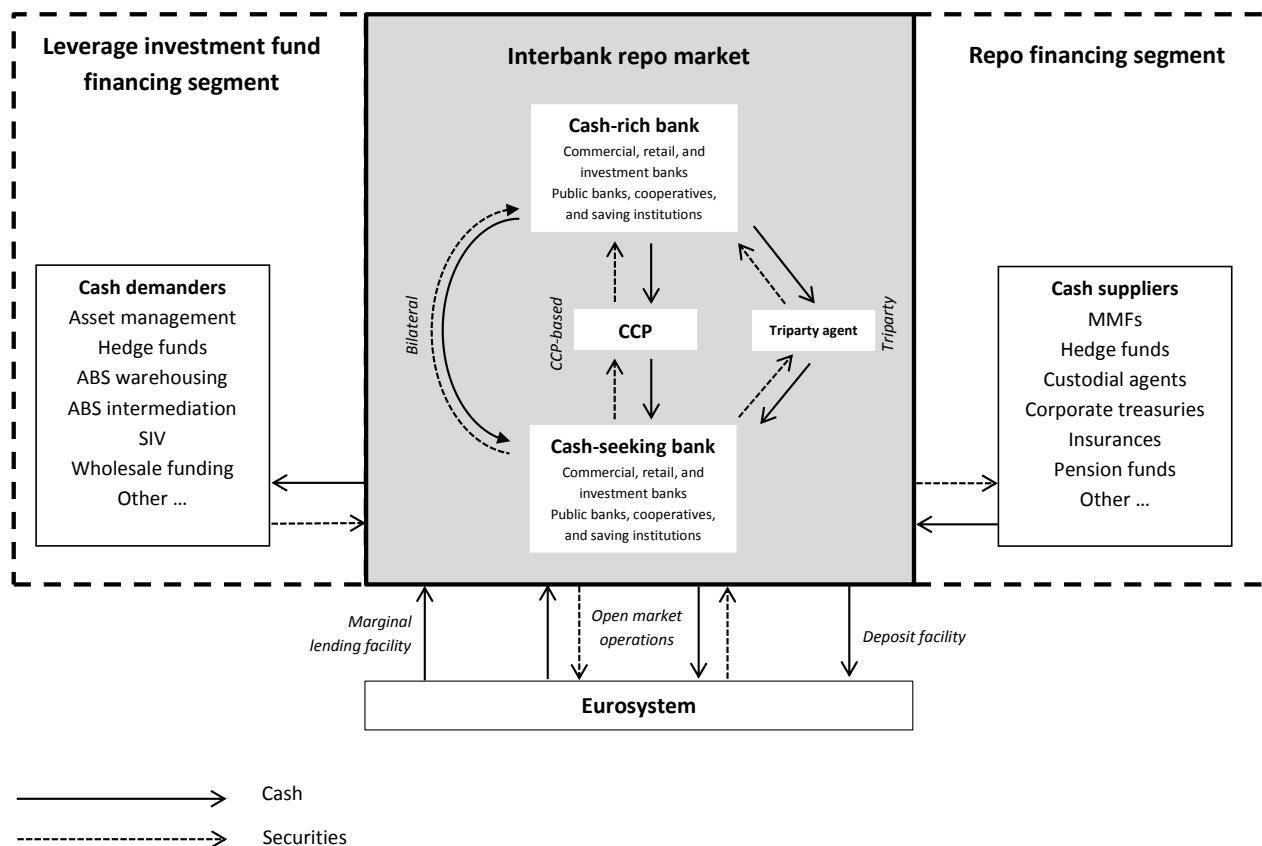 Leverage investment fund
financing segment
Interbank repo market
Repo financing segment
Cash-rich bank
Commercial, retail, and
investment banks
Public banks, cooperatives,
and saving institutions
Cash demanders
Asset management
Hedge funds
ABS warehousing
ABS intermediation
SIV
Wholesale funding
Other ...
Bilateral
CCP-based
CCP
Triparty agent
Triparty
Cash suppliers
MMFs
Hedge funds
Custodial agents
Corporate treasuries
Insurances
Pension funds
Other ...
Cash-seeking bank
Commercial, retail, and
investment banks
Public banks, cooperatives,
and saving institutions
Marginal
lending facility
Open market
operations
Deposit facility
Eurosystem
Cash
Securities